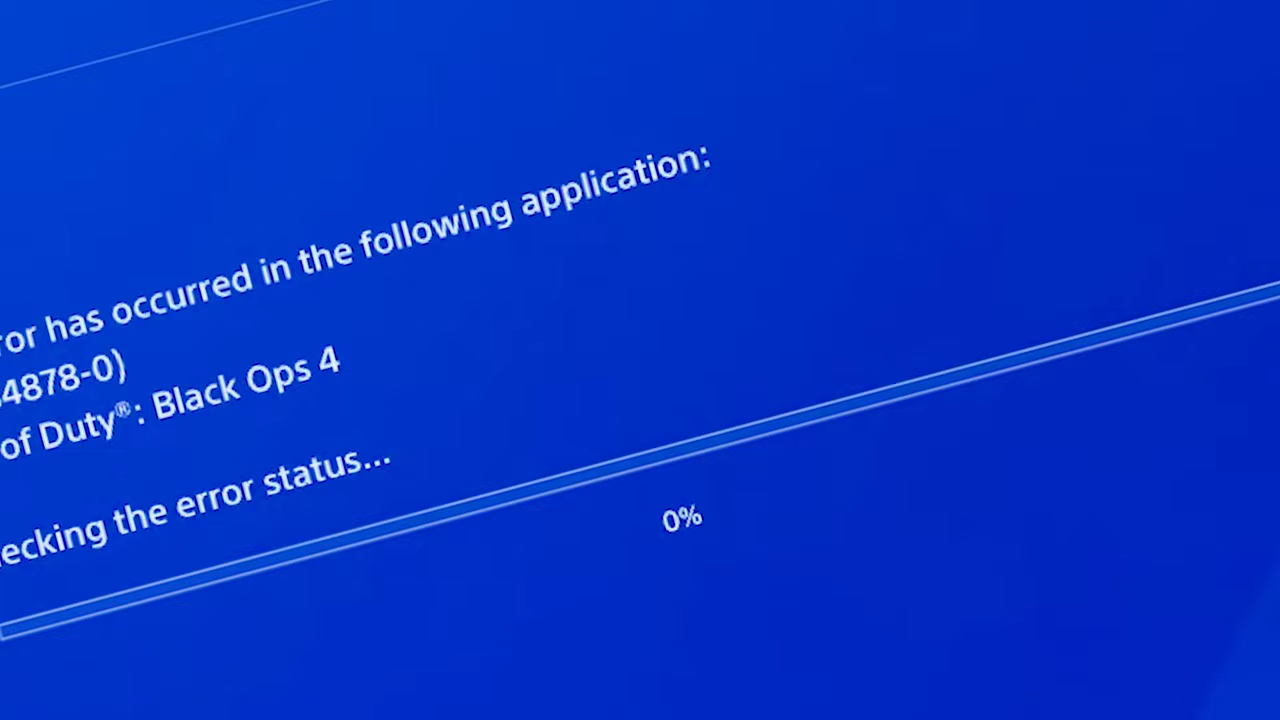 ror has occurred in the following application:
4878-0)
of Duty®: Black Ops 4
ecking the error status...
0%